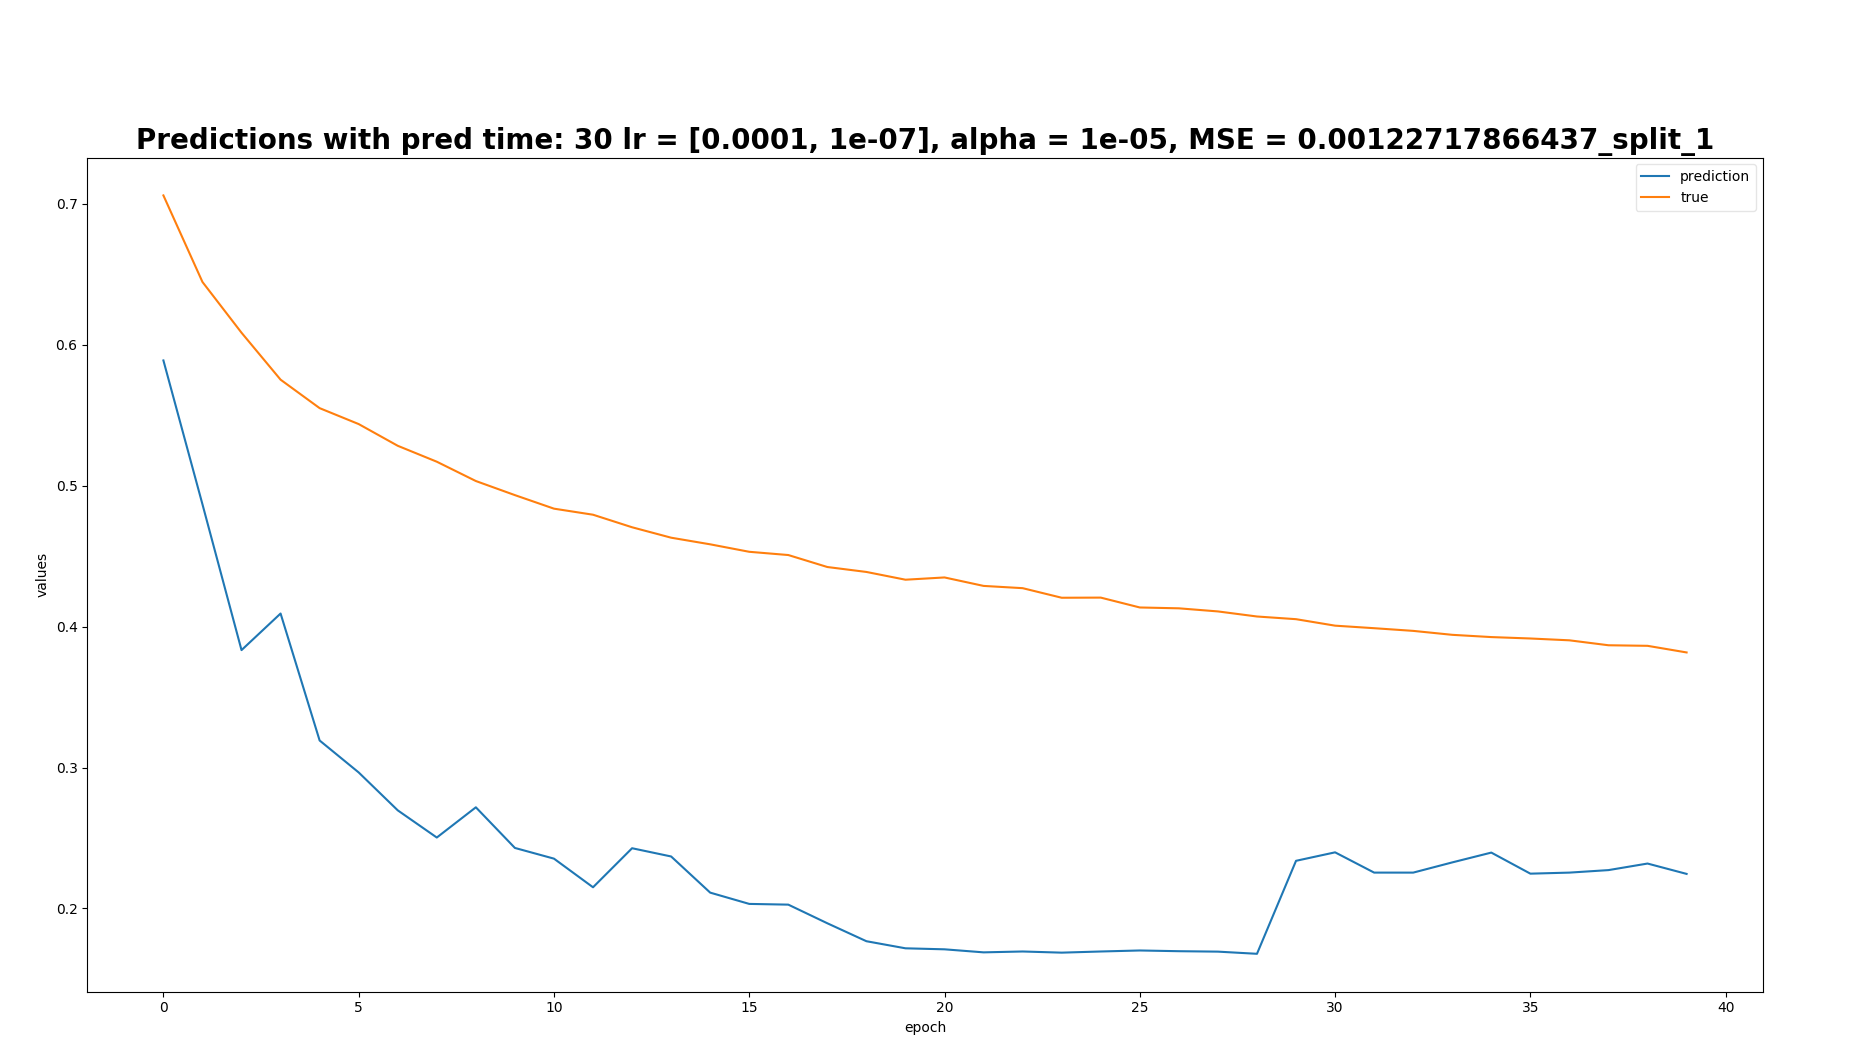 Predictions with pred time: 30 lr = [0.0001, 1e-07], alpha = 1e-05, MSE = 0.00122717866437_split_1
prediction
true
0.7
0.6
0.5
0.4
0.3
0.2
values
0 5 10 15 20 25 30 35 40
epoch